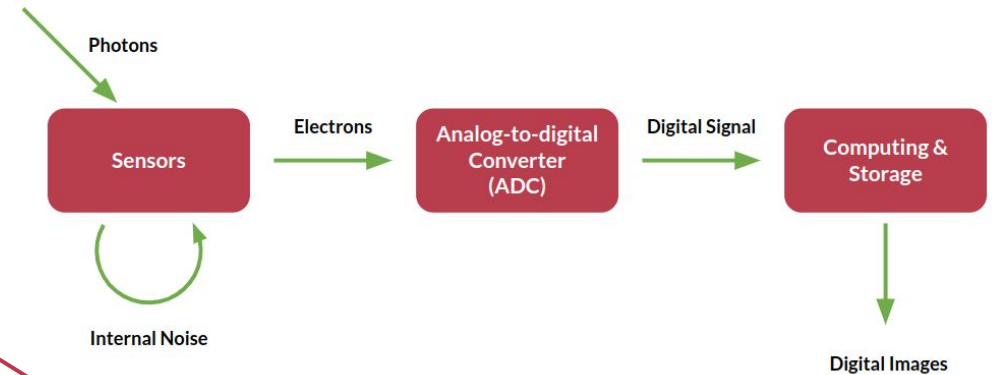 Photons
Sensors
Electrons
Analog-to-digital
Converter
(ADC)
Digital Signal
Computing &
Storage
Internal Noise
Digital Images